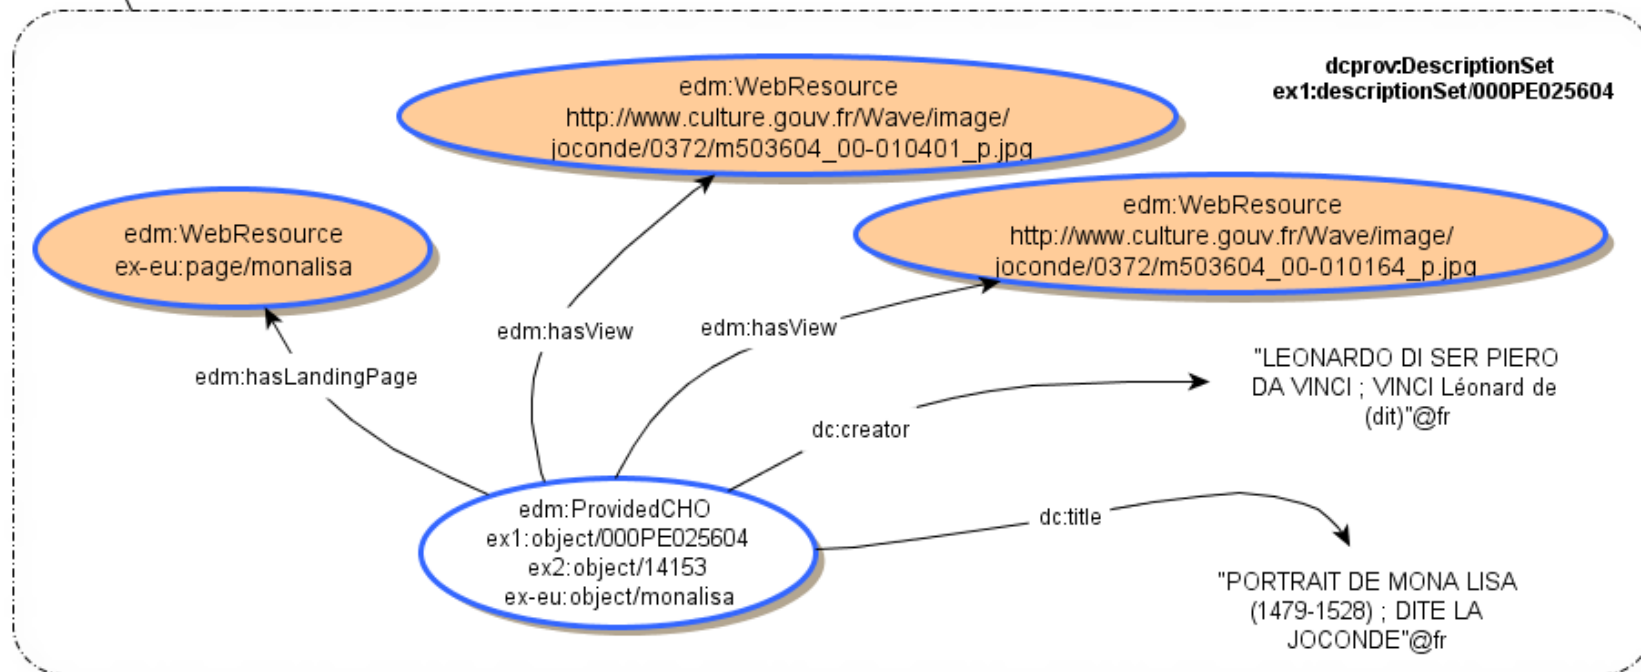 dcprov:DescriptionSet
ex1:descriptionSet/000PE025604
edm:WebResource
http://www.culture.gouv.fr/Wave/image/
joconde/0372/m503604_00-010401_p.jpg
edm:WebResource
http://www.culture.gouv.fr/Wave/image/
joconde/0372/m503604_00-010164_p.jpg
edm:WebResource
ex-eu:page/monalisa
edm:hasView
edm:hasView
edm:hasLandingPage
"LEONARDO DI SER PIERO
DA VINCI ; VINCI Léonard de
(dit)"@fr
dc:creator
edm:ProvidedCHO
ex1:object/000PE025604
ex2:object/14153
ex-eu:object/monalisa
dc:title
"PORTRAIT DE MONA LISA
(1479-1528) ; DITE LA
JOCONDE"@fr